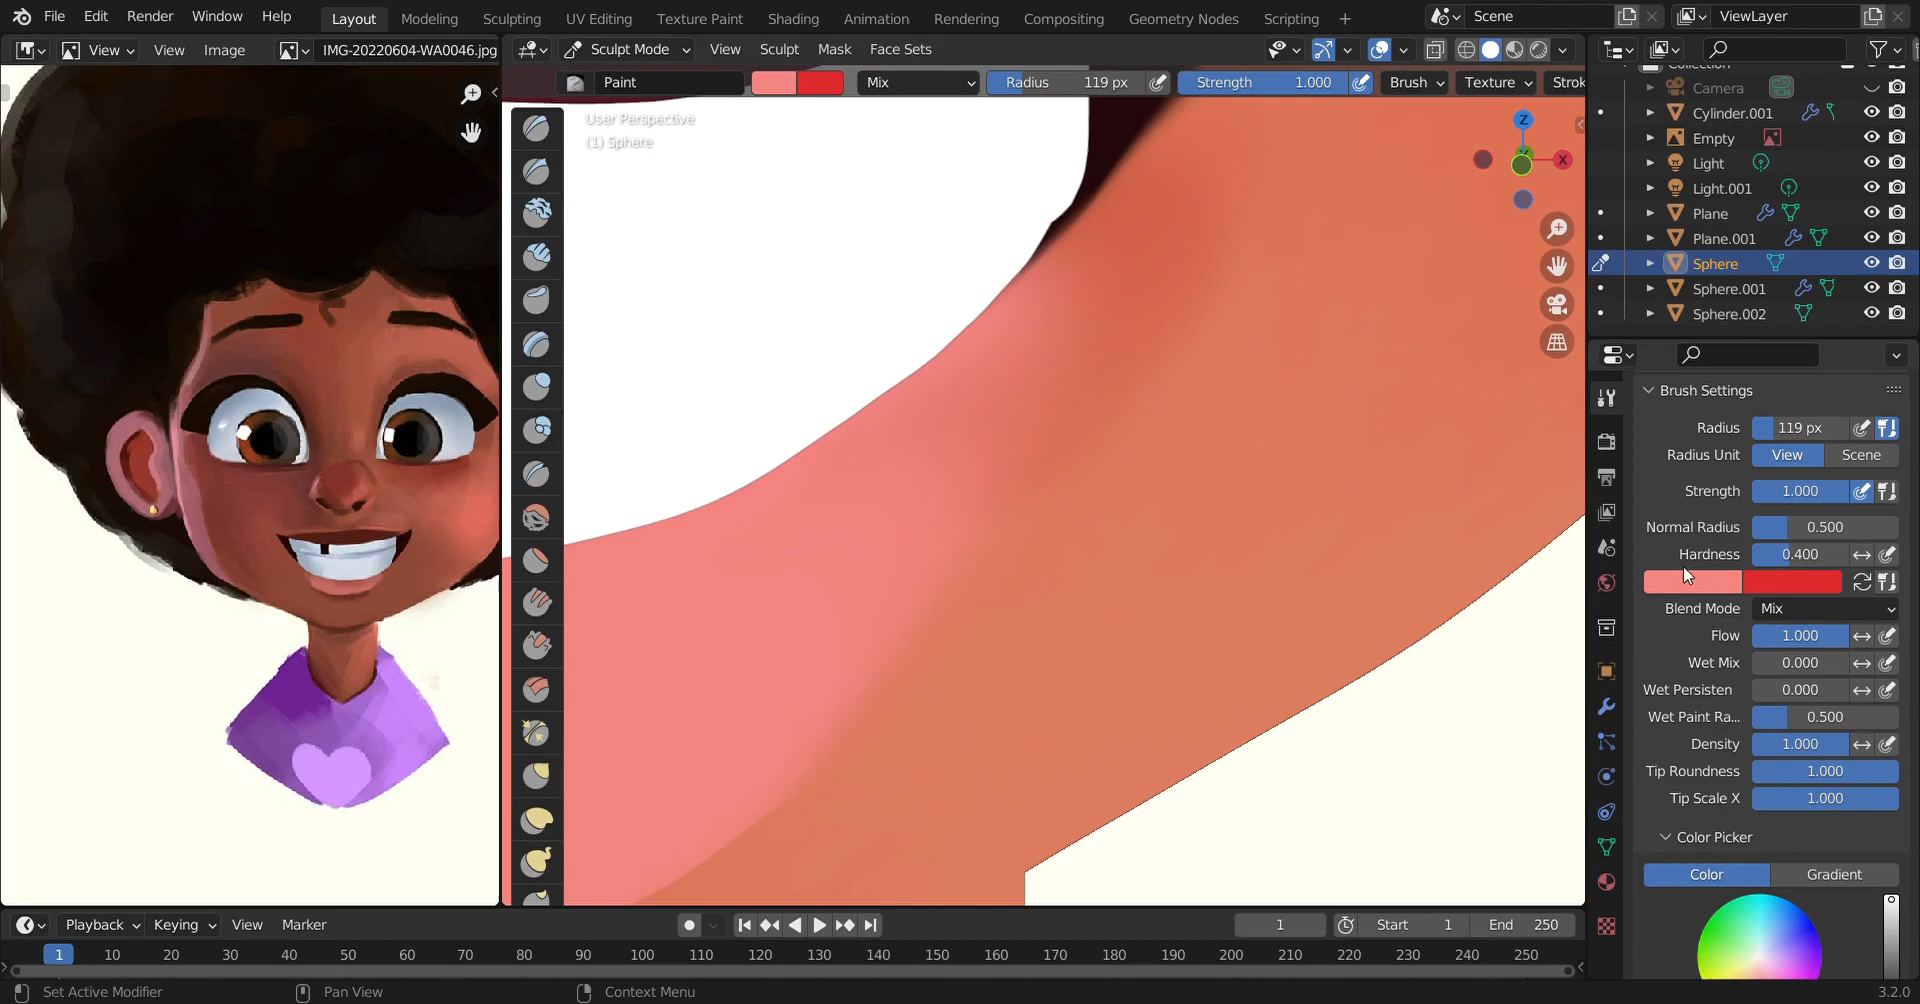 File Edit Render Window Help Layout Modeling Sculpting UV Editing Texture Paint Shading Animation Rendering Compositing Geometry Nodes Scripting + Scene ViewLayer
View View Image IMG-20220604-WA0046.jpg Sculpt Mode View Sculpt Mask Face Sets
Paint Mix Radius 119 px Strength 1.000 Brush Texture Strok
User Perspective
(1) Sphere
Z
X
Collection
Camera
Cylinder.001
Empty
Light
Light.001
Plane
Plane.001
Sphere
Sphere.001
Sphere.002
Brush Settings
Radius 119 px
Radius Unit View Scene
Strength 1.000
Normal Radius 0.500
Hardness 0.400
Blend Mode Mix
Flow 1.000
Wet Mix 0.000
Wet Persisten 0.000
Wet Paint Ra... 0.500
Density 1.000
Tip Roundness 1.000
Tip Scale X 1.000
Color Picker
Color Gradient
Playback Keying View Marker 1 Start 1 End 250
1 10 20 30 40 50 60 70 80 90 100 110 120 130 140 150 160 170 180 190 200 210 220 230 240 250
Set Active Modifier Pan View Context Menu 3.2.0